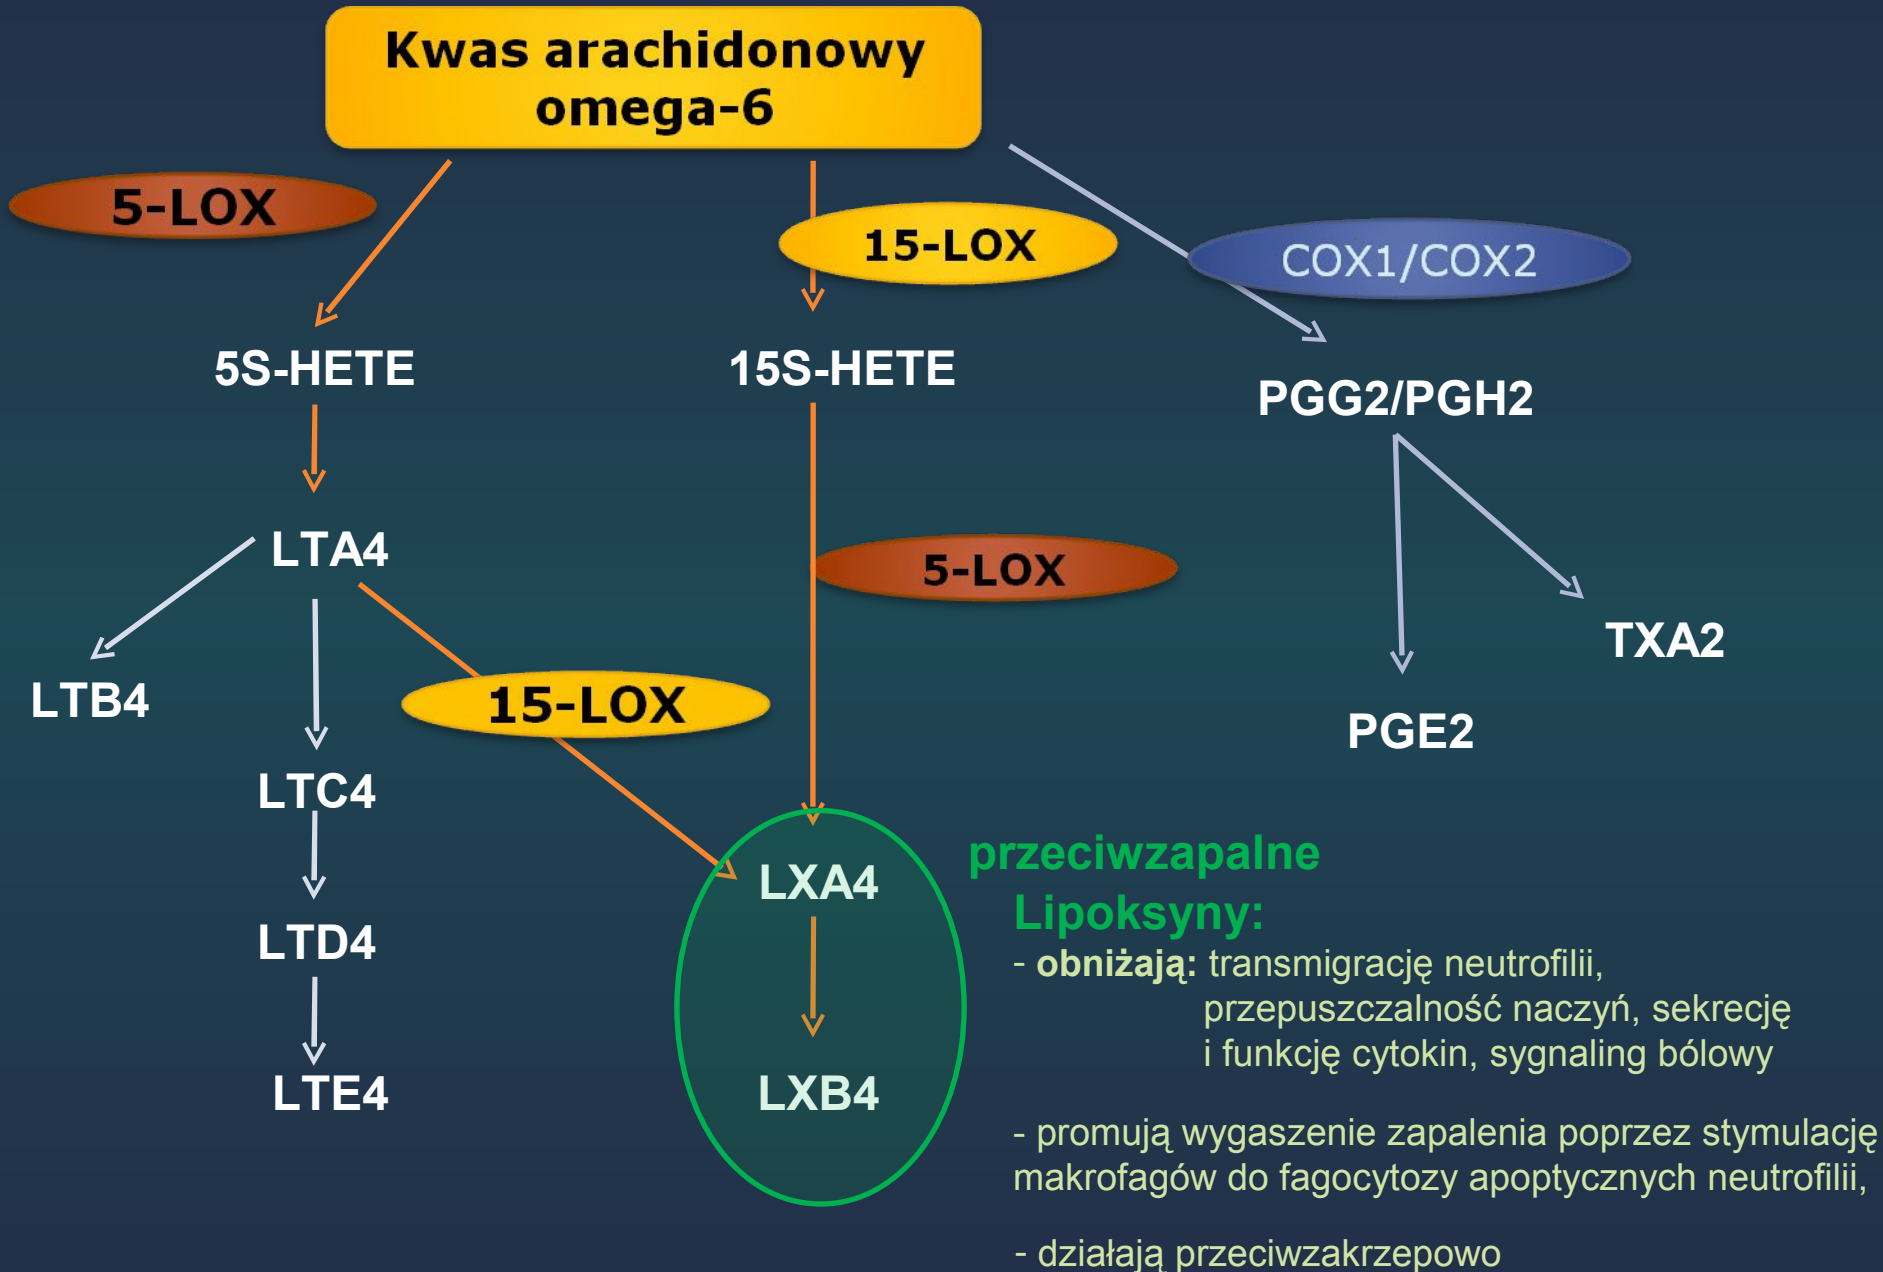 Kwas arachidonowy
omega-6
5-LOX
15-LOX
COX1/COX2
5S-HETE
15S-HETE
PGG2/PGH2
LTA4
5-LOX
TXA2
LTB4
15-LOX
PGE2
LTC4
przeciwzapalne
LXA4
Lipoksyny:
LTD4
- obniżają: transmigrację neutrofilii,
przepuszczalność naczyń, sekrecję
i funkcję cytokin, sygnaling bólowy
LTE4
LXB4
- promują wygaszenie zapalenia poprzez stymulację
makrofagów do fagocytozy apoptycznych neutrofilii,
- działają przeciwzakrzepowo